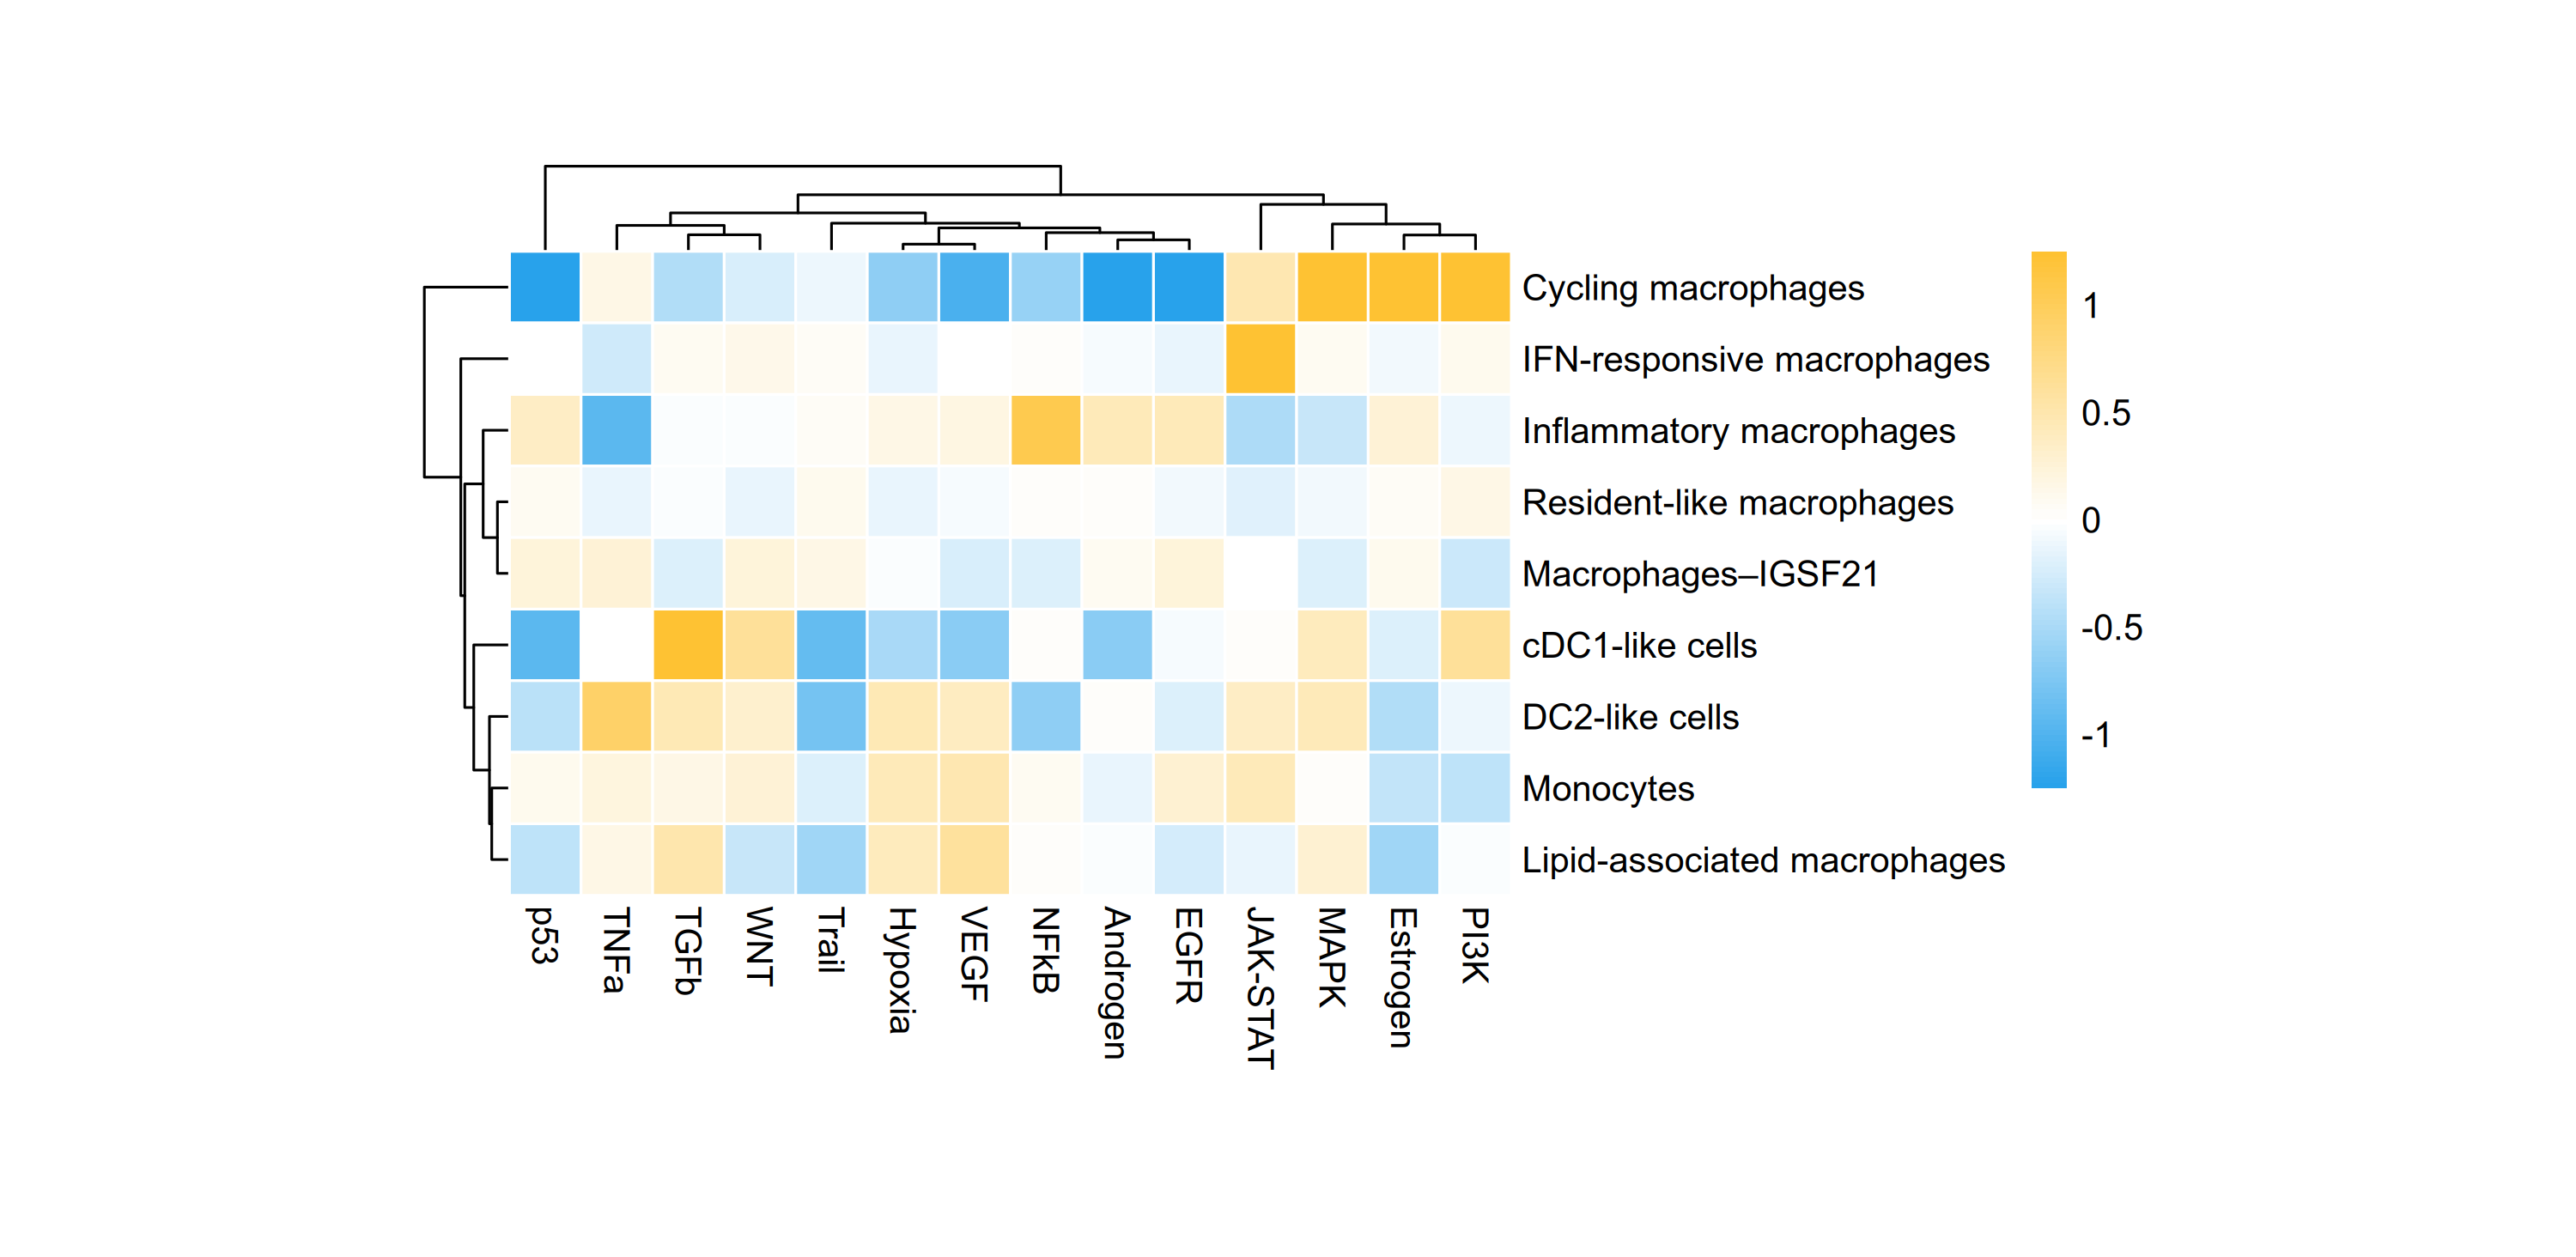 Cycling macrophages
IFN-responsive macrophages
Inflammatory macrophages
Resident-like macrophages
Macrophages–IGSF21
cDC1-like cells
DC2-like cells
Monocytes
Lipid-associated macrophages
1
0.5
0
-0.5
-1
p53
TNFa
TGFb
WNT
Trail
Hypoxia
VEGF
NFkB
Androgen
EGFR
JAK-STAT
MAPK
Estrogen
PI3K